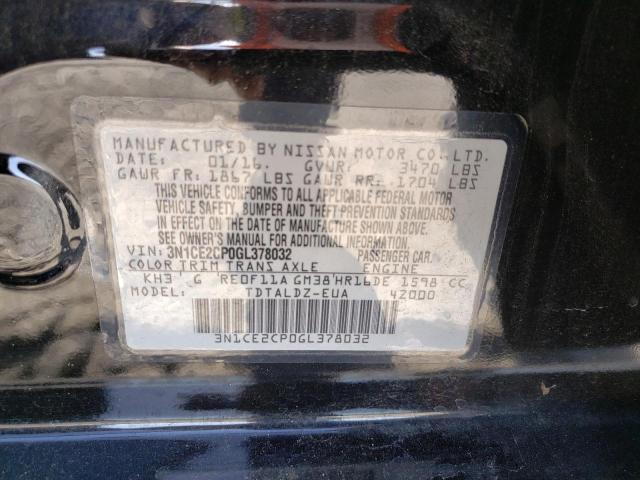 MANUFACTURED BY NISSAN MOTOR CO., LTD.
DATE: 01/16. GVWR: 3470 LBS
GAWR FR: 1867 LBS GAWR RR: 1704 LBS
THIS VEHICLE CONFORMS TO ALL APPLICABLE FEDERAL MOTOR
VEHICLE SAFETY, BUMPER AND THEFT PREVENTION STANDARDS
IN EFFECT ON THE DATE OF MANUFACTURE SHOWN ABOVE.
SEE OWNER'S MANUAL FOR ADDITIONAL INFORMATION.
VIN: 3N1CE2CP0GL378032 PASSENGER CAR.
COLOR TRIM TRANS AXLE ENGINE
KH3 G RE0F11A GM38 HR16DE 1598 CC
MODEL: TDTALDZ-EUA 42000
3N1CE2CP0GL378032